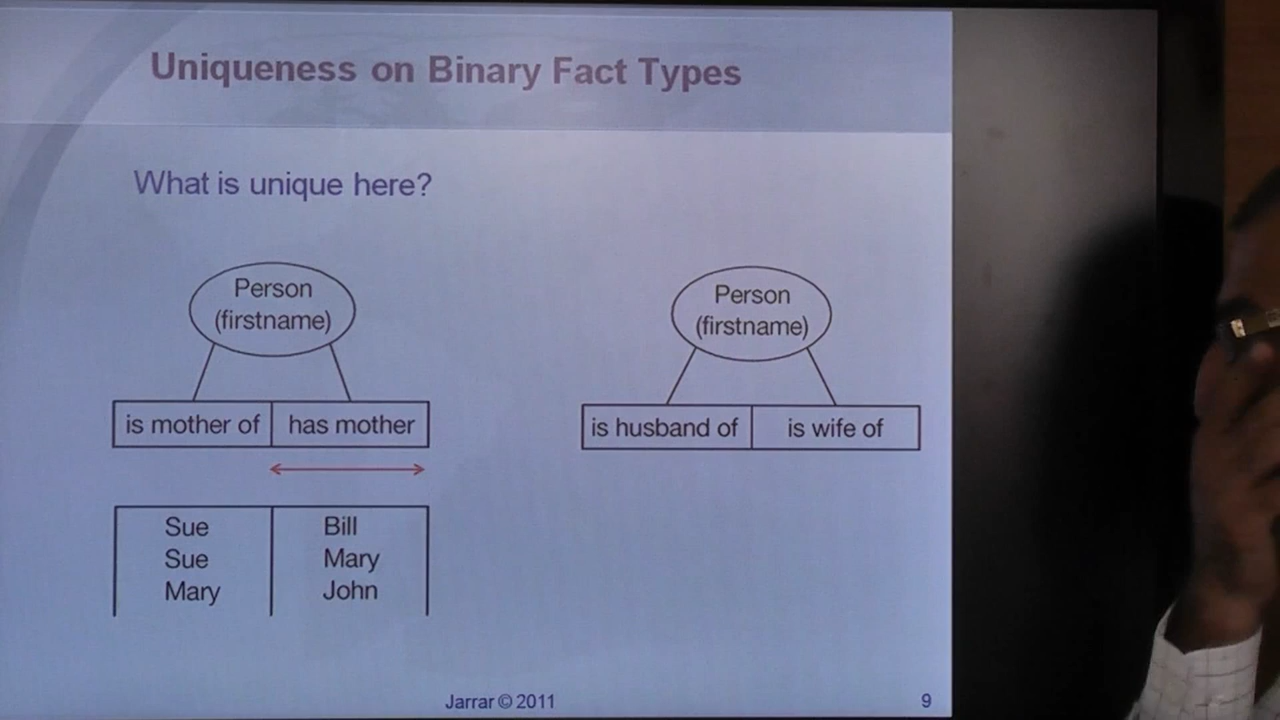 Uniqueness on Binary Fact Types
What is unique here?
Person
(firstname)
is mother of
has mother
Sue
Bill
Sue
Mary
Mary
John
Person
(firstname)
is husband of
is wife of
Jarrar © 2011
9